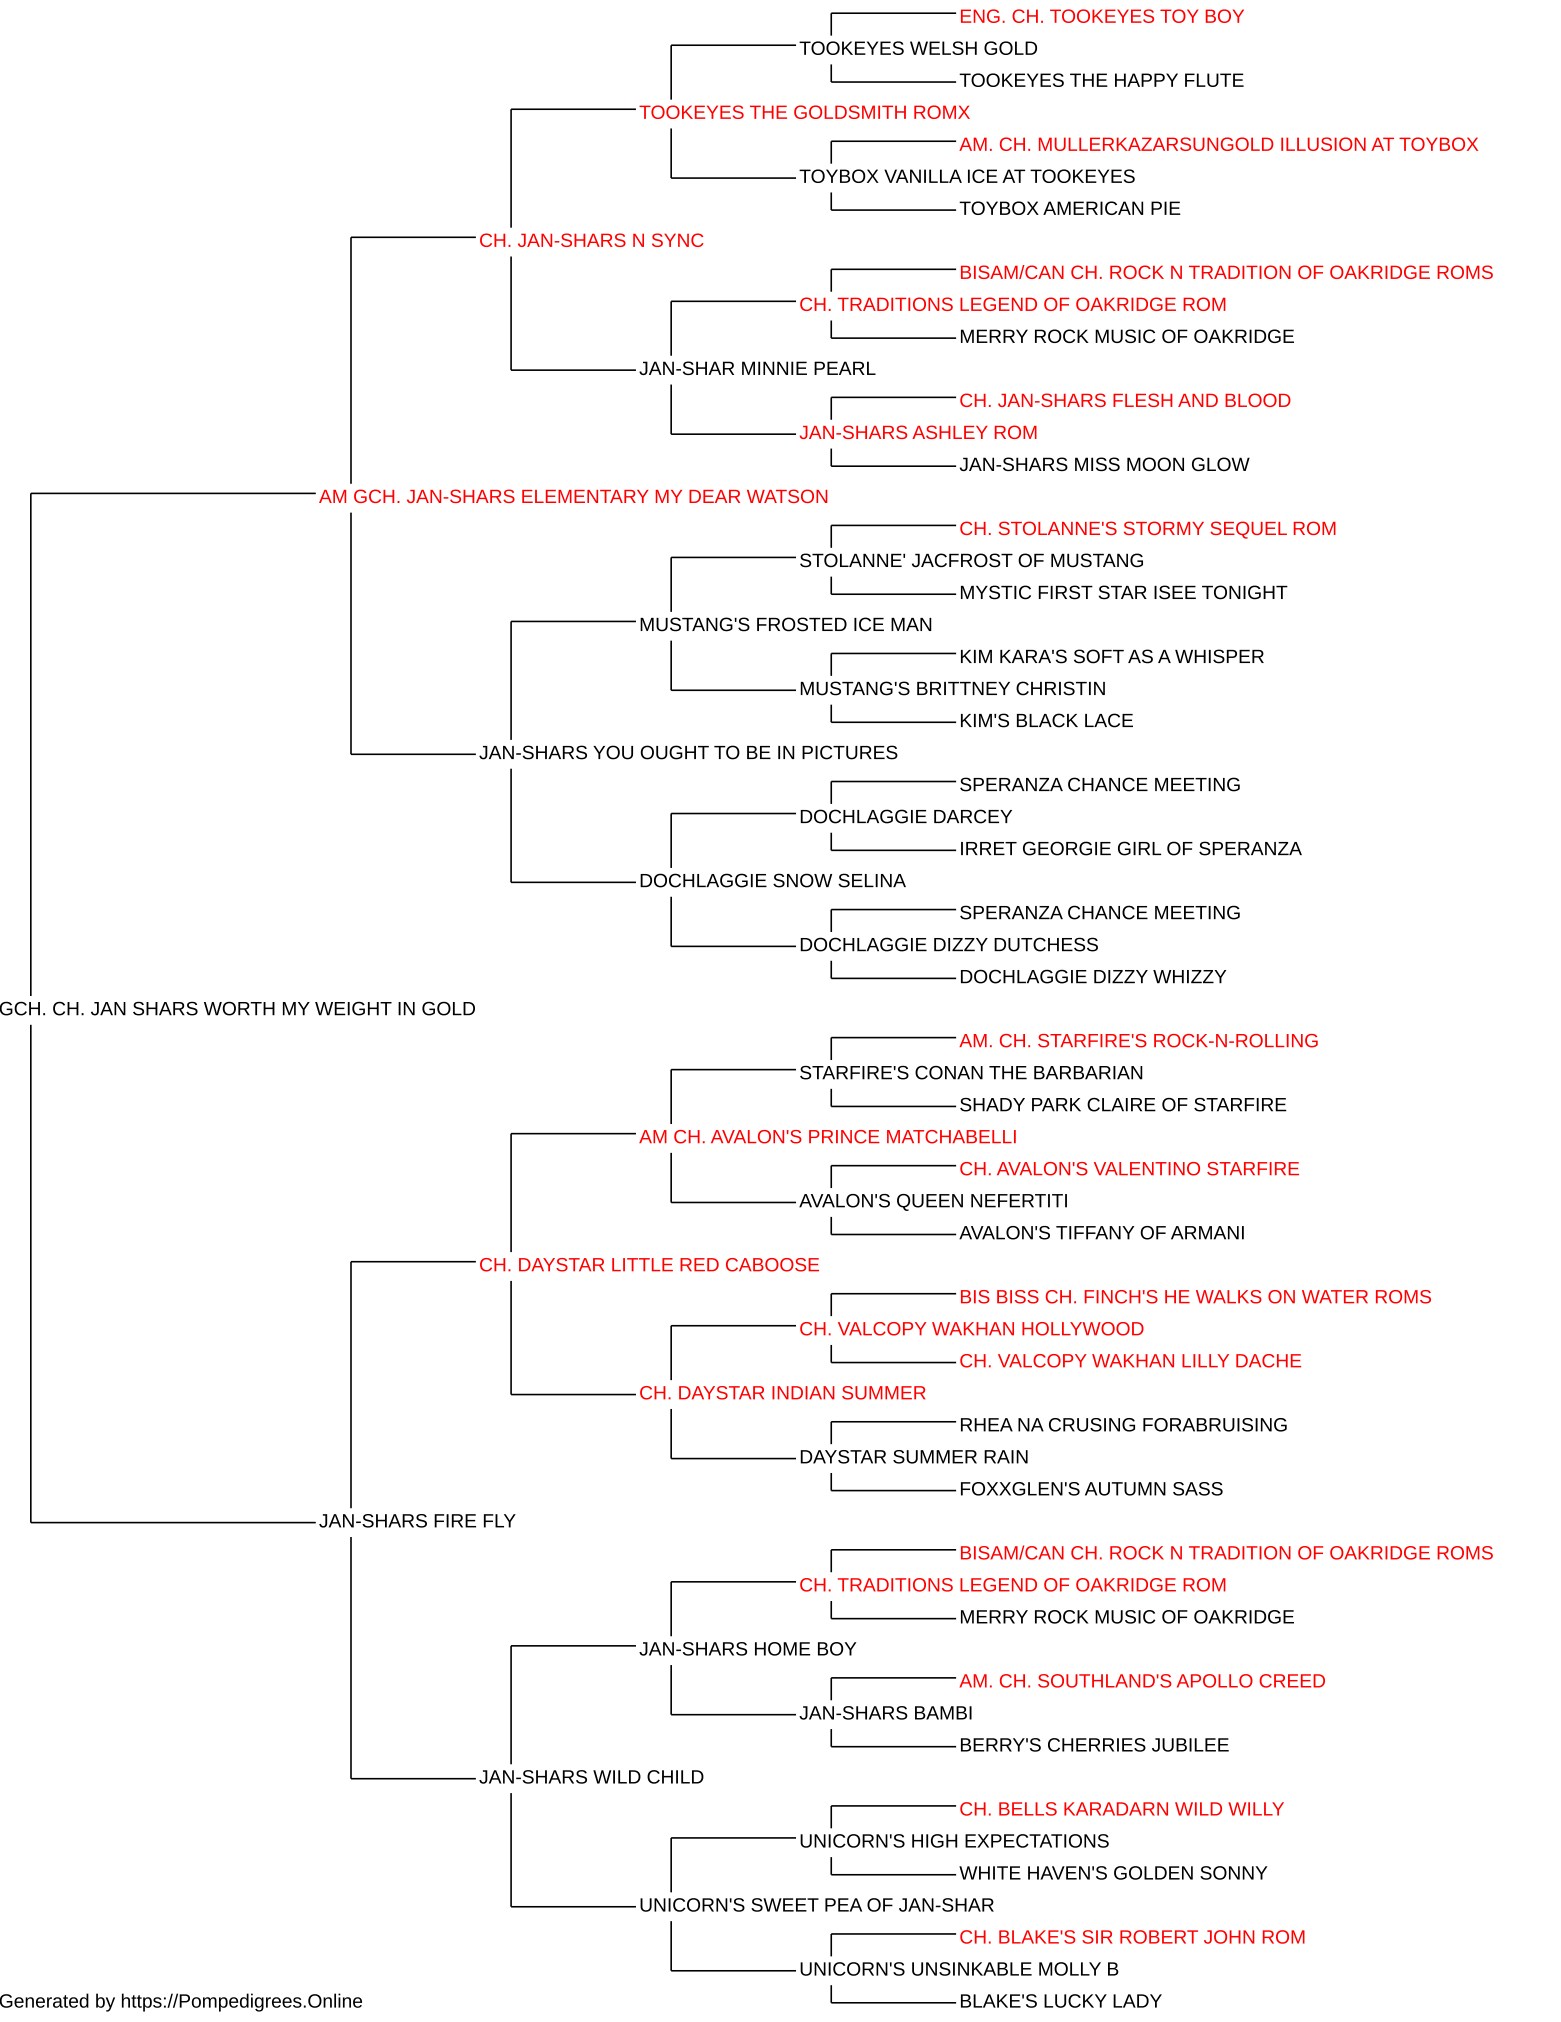 ENG. CH. TOOKEYES TOY BOY
TOOKEYES WELSH GOLD
TOOKEYES THE HAPPY FLUTE
TOOKEYES THE GOLDSMITH ROMX
AM. CH. MULLERKAZARSUNGOLD ILLUSION AT TOYBOX
TOYBOX VANILLA ICE AT TOOKEYES
TOYBOX AMERICAN PIE
CH. JAN-SHARS N SYNC
BISAM/CAN CH. ROCK N TRADITION OF OAKRIDGE ROMS
CH. TRADITIONS LEGEND OF OAKRIDGE ROM
MERRY ROCK MUSIC OF OAKRIDGE
JAN-SHAR MINNIE PEARL
CH. JAN-SHARS FLESH AND BLOOD
JAN-SHARS ASHLEY ROM
JAN-SHARS MISS MOON GLOW
AM GCH. JAN-SHARS ELEMENTARY MY DEAR WATSON
CH. STOLANNE'S STORMY SEQUEL ROM
STOLANNE' JACFROST OF MUSTANG
MYSTIC FIRST STAR ISEE TONIGHT
MUSTANG'S FROSTED ICE MAN
KIM KARA'S SOFT AS A WHISPER
MUSTANG'S BRITTNEY CHRISTIN
KIM'S BLACK LACE
JAN-SHARS YOU OUGHT TO BE IN PICTURES
SPERANZA CHANCE MEETING
DOCHLAGGIE DARCEY
IRRET GEORGIE GIRL OF SPERANZA
DOCHLAGGIE SNOW SELINA
SPERANZA CHANCE MEETING
DOCHLAGGIE DIZZY DUTCHESS
DOCHLAGGIE DIZZY WHIZZY
GCH. CH. JAN SHARS WORTH MY WEIGHT IN GOLD
AM. CH. STARFIRE'S ROCK-N-ROLLING
STARFIRE'S CONAN THE BARBARIAN
SHADY PARK CLAIRE OF STARFIRE
AM CH. AVALON'S PRINCE MATCHABELLI
CH. AVALON'S VALENTINO STARFIRE
AVALON'S QUEEN NEFERTITI
AVALON'S TIFFANY OF ARMANI
CH. DAYSTAR LITTLE RED CABOOSE
BIS BISS CH. FINCH'S HE WALKS ON WATER ROMS
CH. VALCOPY WAKHAN HOLLYWOOD
CH. VALCOPY WAKHAN LILLY DACHE
CH. DAYSTAR INDIAN SUMMER
RHEA NA CRUSING FORABRUISING
DAYSTAR SUMMER RAIN
FOXXGLEN'S AUTUMN SASS
JAN-SHARS FIRE FLY
BISAM/CAN CH. ROCK N TRADITION OF OAKRIDGE ROMS
CH. TRADITIONS LEGEND OF OAKRIDGE ROM
MERRY ROCK MUSIC OF OAKRIDGE
JAN-SHARS HOME BOY
AM. CH. SOUTHLAND'S APOLLO CREED
JAN-SHARS BAMBI
BERRY'S CHERRIES JUBILEE
JAN-SHARS WILD CHILD
CH. BELLS KARADARN WILD WILLY
UNICORN'S HIGH EXPECTATIONS
WHITE HAVEN'S GOLDEN SONNY
UNICORN'S SWEET PEA OF JAN-SHAR
CH. BLAKE'S SIR ROBERT JOHN ROM
UNICORN'S UNSINKABLE MOLLY B
BLAKE'S LUCKY LADY
Generated by https://Pompedigrees.Online